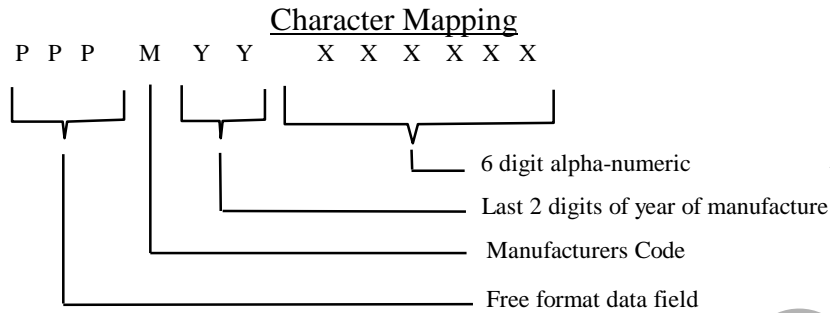 Character Mapping
P P P M Y Y X X X X X X
6 digit alpha-numeric
Last 2 digits of year of manufacture
Manufacturers Code
Free format data field